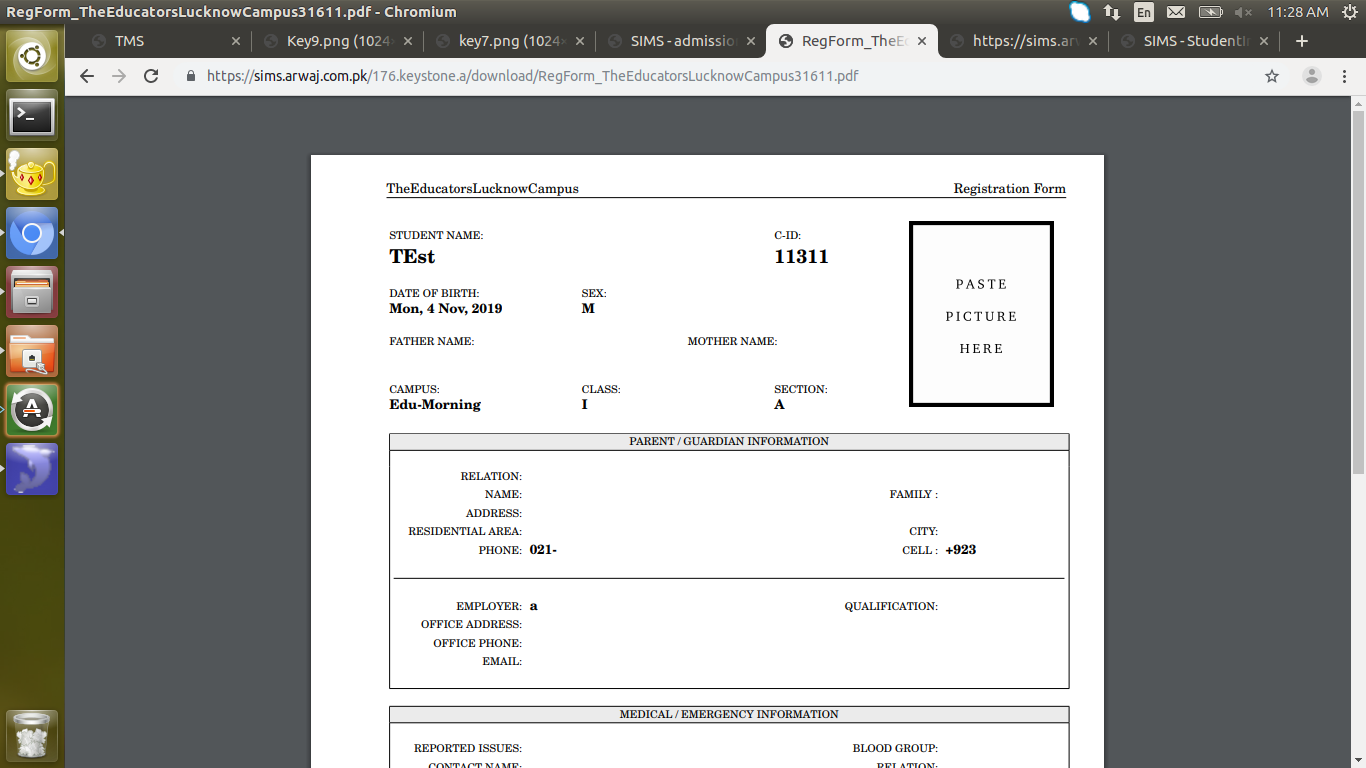 RegForm_TheEducatorsLucknowCampus31611.pdf - Chromium
En
11:28 AM
TMS
Key9.png (1024×
key7.png (1024×
SIMS - admissio
RegForm_TheEd
https://sims.arw
SIMS - StudentIn
https://sims.arwaj.com.pk/176.keystone.a/download/RegForm_TheEducatorsLucknowCampus31611.pdf
TheEducatorsLucknowCampus Registration Form
STUDENT NAME: C-ID:
TEst 11311
PASTE
PICTURE
HERE
DATE OF BIRTH: SEX:
Mon, 4 Nov, 2019 M
FATHER NAME: MOTHER NAME:
CAMPUS: CLASS: SECTION:
Edu-Morning I A
PARENT / GUARDIAN INFORMATION
RELATION:
NAME: FAMILY :
ADDRESS:
RESIDENTIAL AREA: CITY:
PHONE: 021- CELL : +923
EMPLOYER: a QUALIFICATION:
OFFICE ADDRESS:
OFFICE PHONE:
EMAIL:
MEDICAL / EMERGENCY INFORMATION
REPORTED ISSUES: BLOOD GROUP:
CONTACT NAME: RELATION: